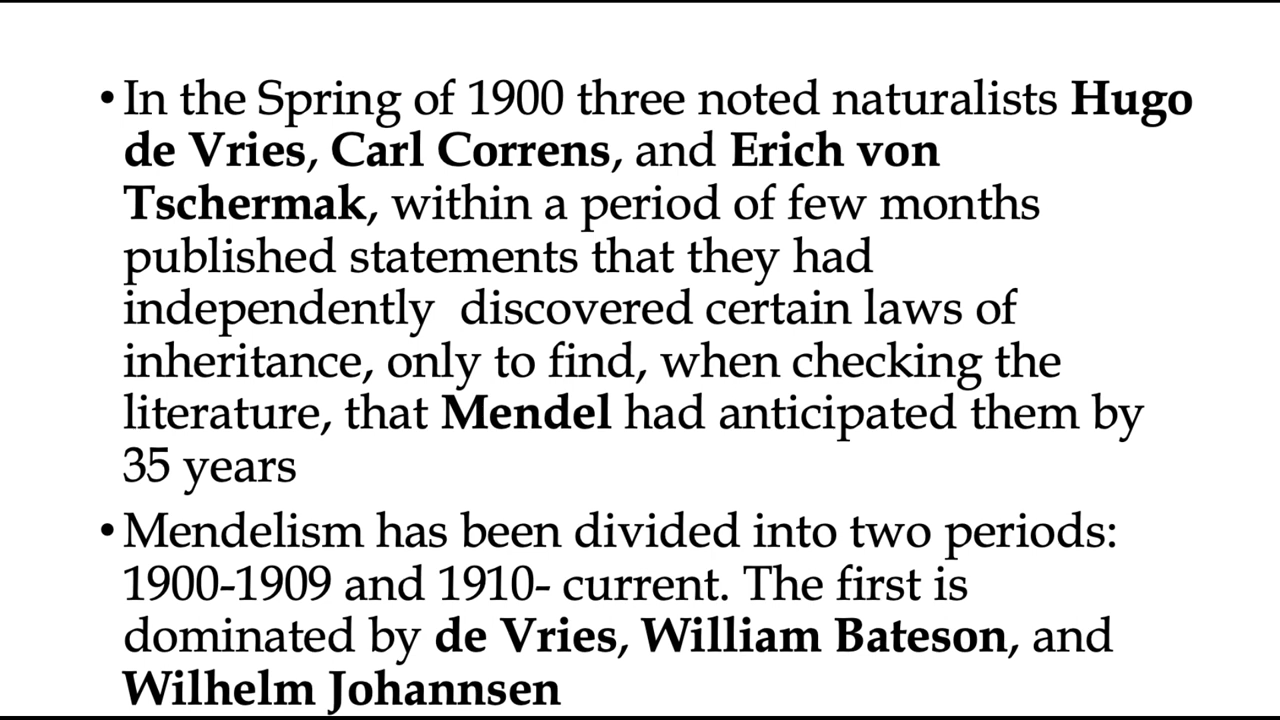 • In the Spring of 1900 three noted naturalists Hugo
de Vries, Carl Correns, and Erich von
Tschermak, within a period of few months
published statements that they had
independently  discovered certain laws of
inheritance, only to find, when checking the
literature, that Mendel had anticipated them by
35 years
• Mendelism has been divided into two periods:
1900-1909 and 1910- current. The first is
dominated by de Vries, William Bateson, and
Wilhelm Johannsen